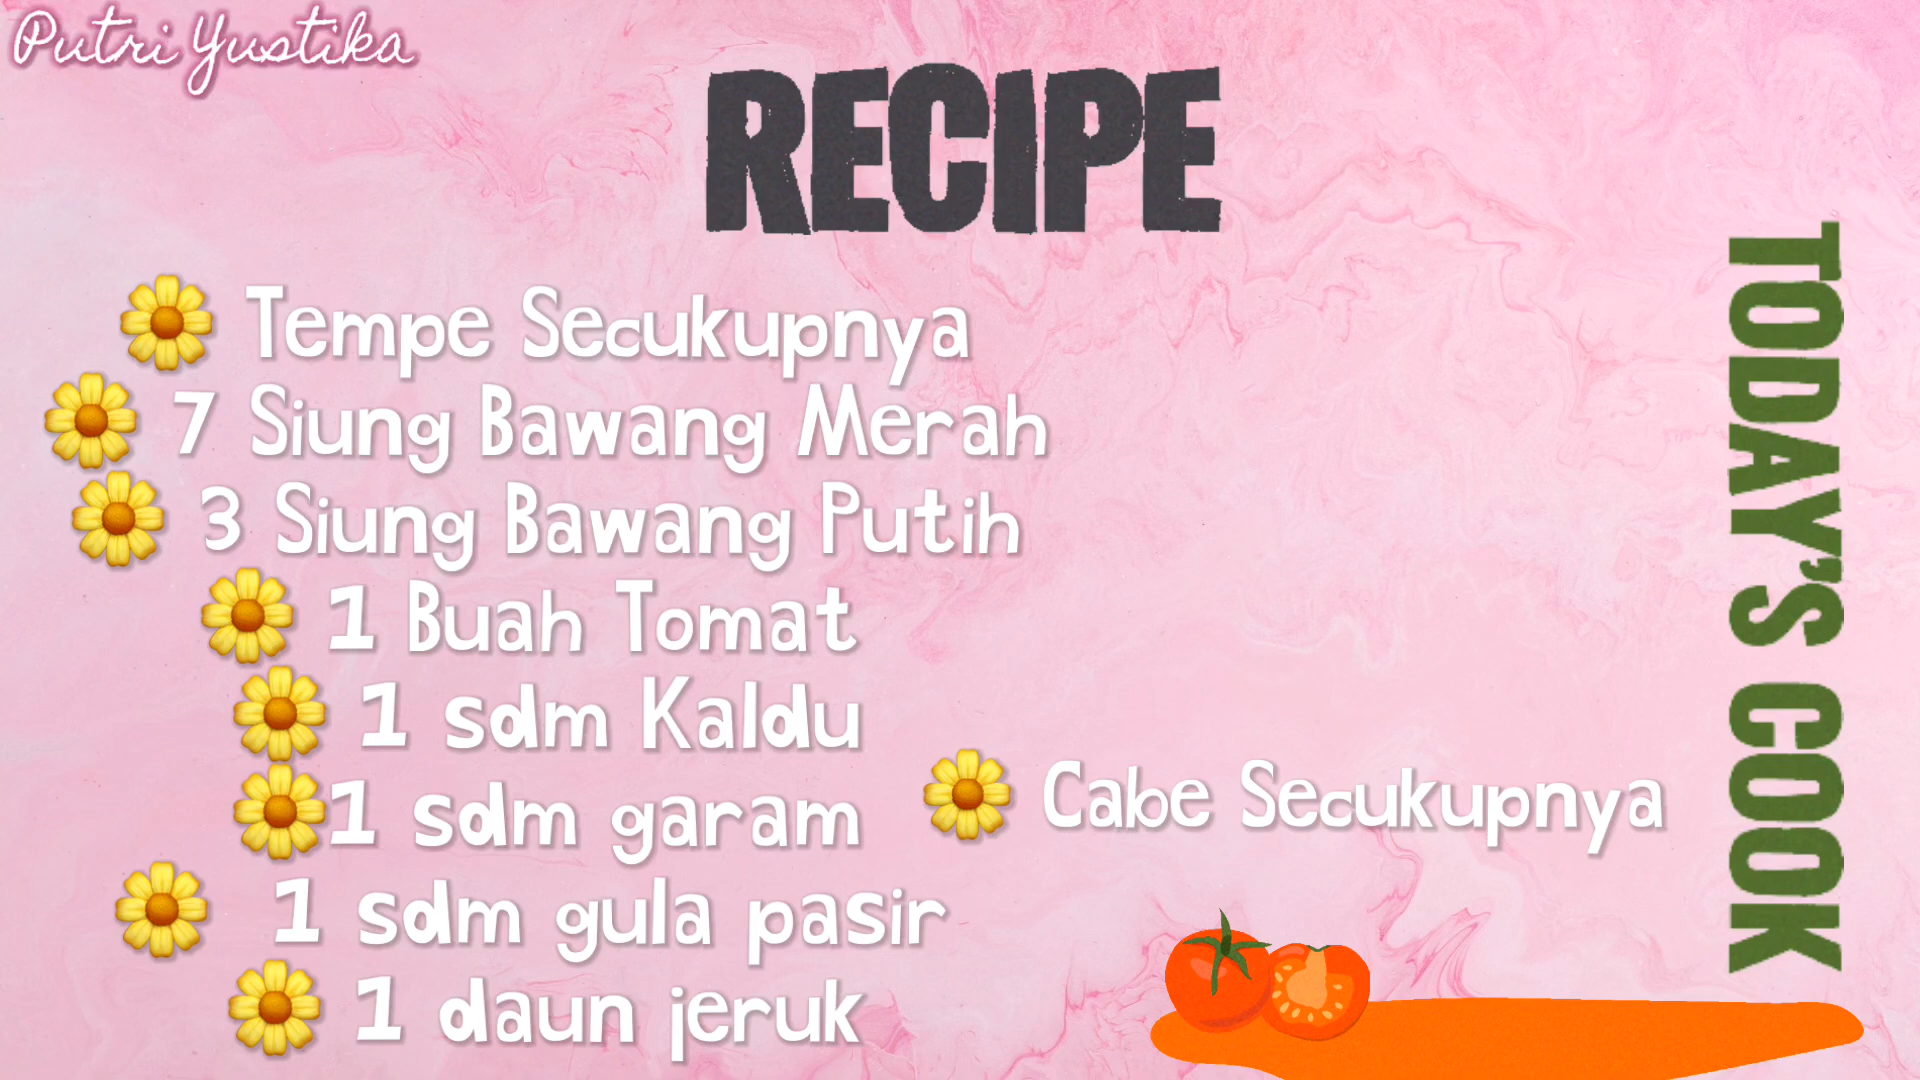 Putri Yustika
RECIPE
Tempe Secukupnya
7 Siung Bawang Merah
3 Siung Bawang Putih
1 Buah Tomat
1 sdm Kaldu
1 sdm garam
1 sdm gula pasir
1 daun jeruk
Cabe Secukupnya
TODAY'S COOK